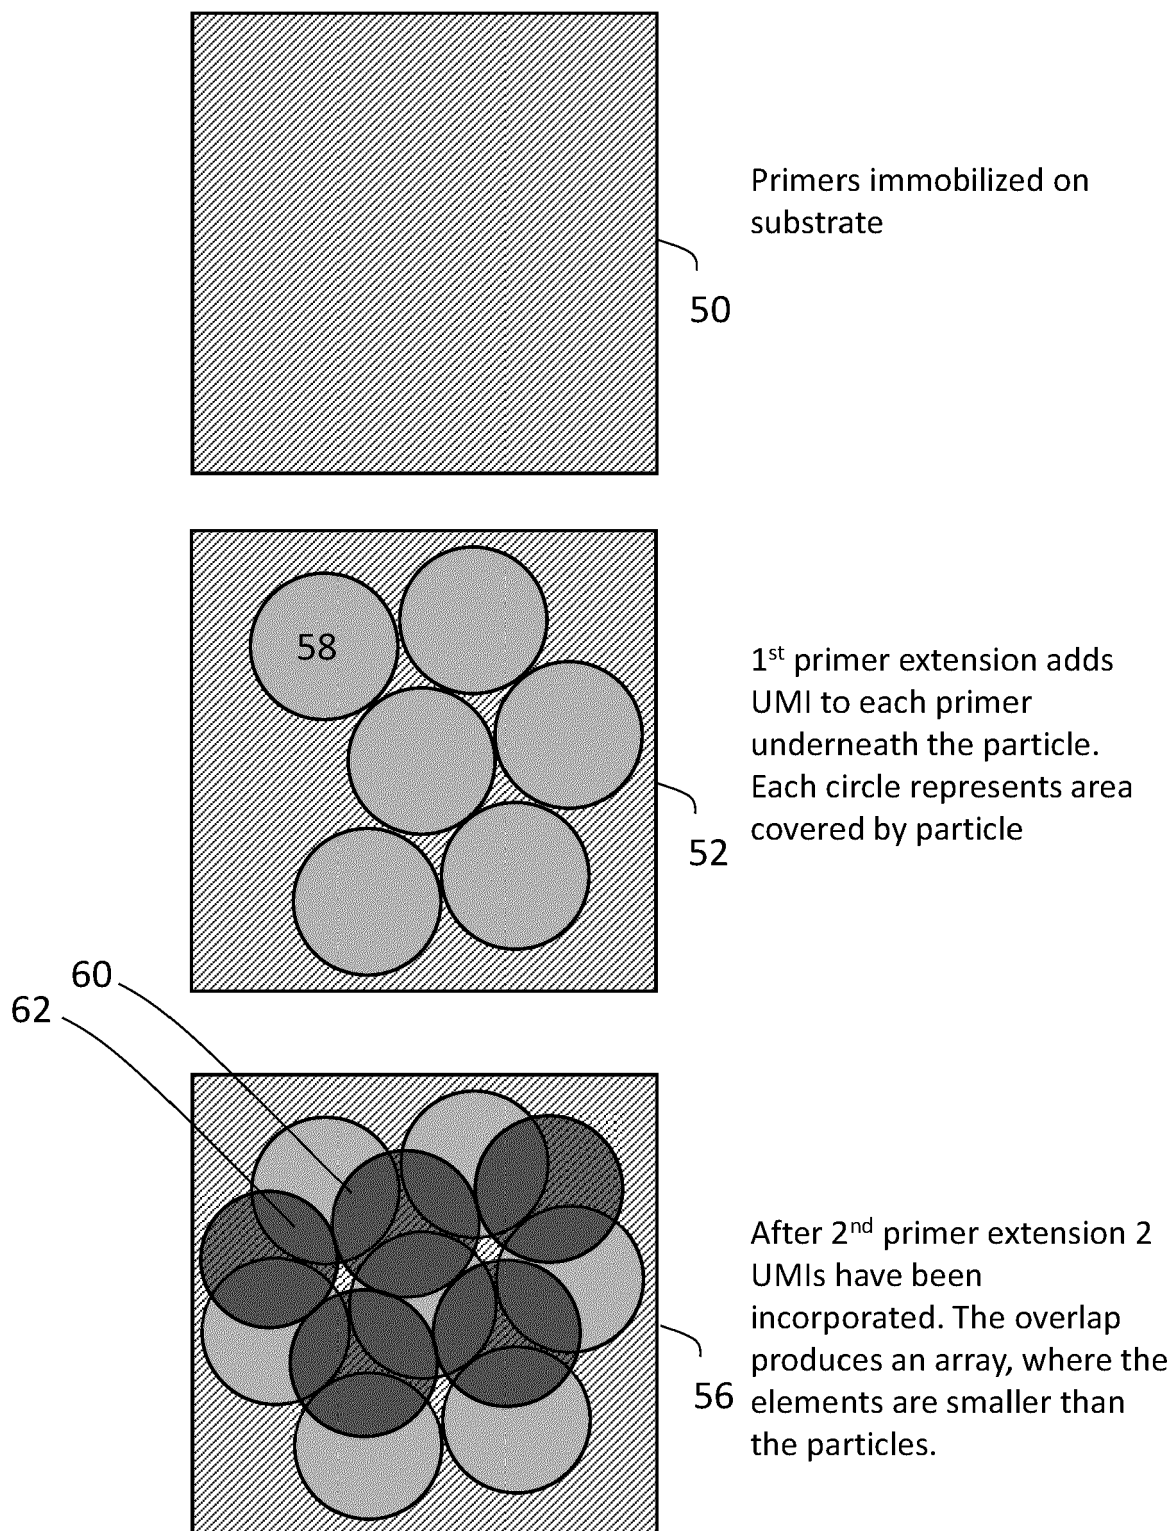 Primers immobilized on
substrate
50
58
1st primer extension adds
UMI to each primer
underneath the particle.
Each circle represents area
covered by particle
52
60
62
After 2nd primer extension 2
UMIs have been
incorporated. The overlap
produces an array, where the
elements are smaller than
the particles.
56